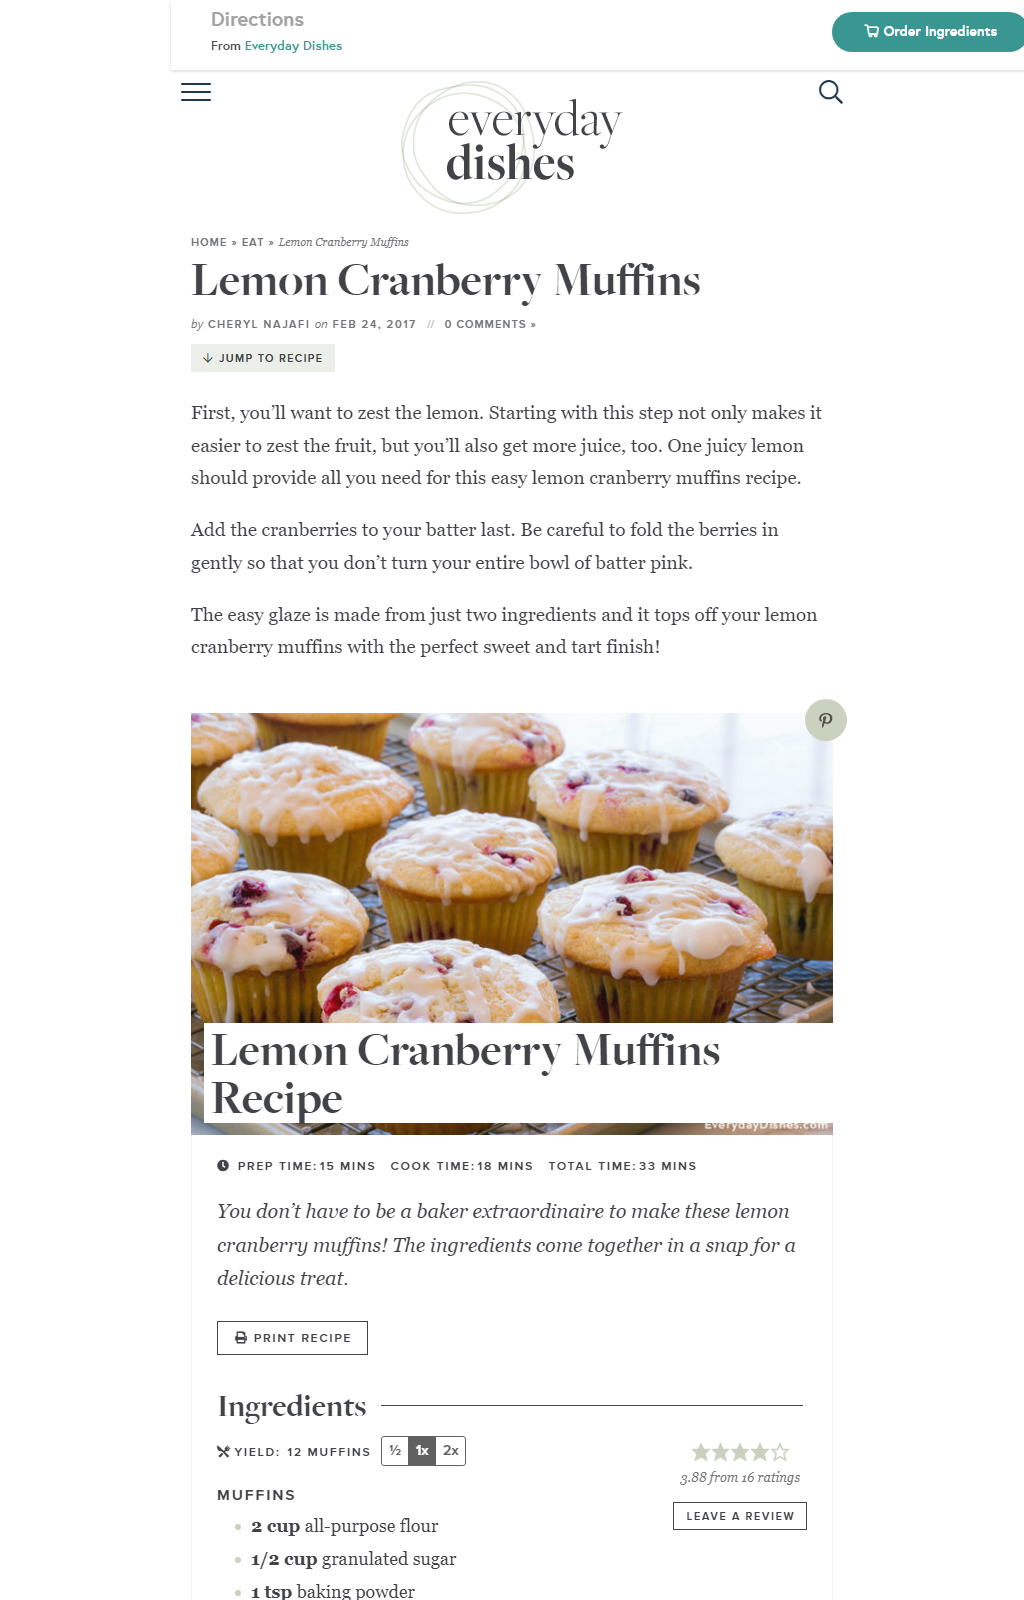 Directions
From Everyday Dishes
Order Ingredients
everyday
dishes
HOME » EAT » Lemon Cranberry Muffins
Lemon Cranberry Muffins
by CHERYL NAJAFI on FEB 24, 2017 // 0 COMMENTS »
JUMP TO RECIPE
First, you’ll want to zest the lemon. Starting with this step not only makes it
easier to zest the fruit, but you’ll also get more juice, too. One juicy lemon
should provide all you need for this easy lemon cranberry muffins recipe.
Add the cranberries to your batter last. Be careful to fold the berries in
gently so that you don’t turn your entire bowl of batter pink.
The easy glaze is made from just two ingredients and it tops off your lemon
cranberry muffins with the perfect sweet and tart finish!
Lemon Cranberry Muffins
Recipe
EverydayDishes.com
PREP TIME: 15 MINS COOK TIME: 18 MINS TOTAL TIME: 33 MINS
You don’t have to be a baker extraordinaire to make these lemon
cranberry muffins! The ingredients come together in a snap for a
delicious treat.
PRINT RECIPE
Ingredients
YIELD: 12 MUFFINS ½ 1x 2x
3.88 from 16 ratings
LEAVE A REVIEW
MUFFINS
2 cup all-purpose flour
1/2 cup granulated sugar
1 tsp baking powder